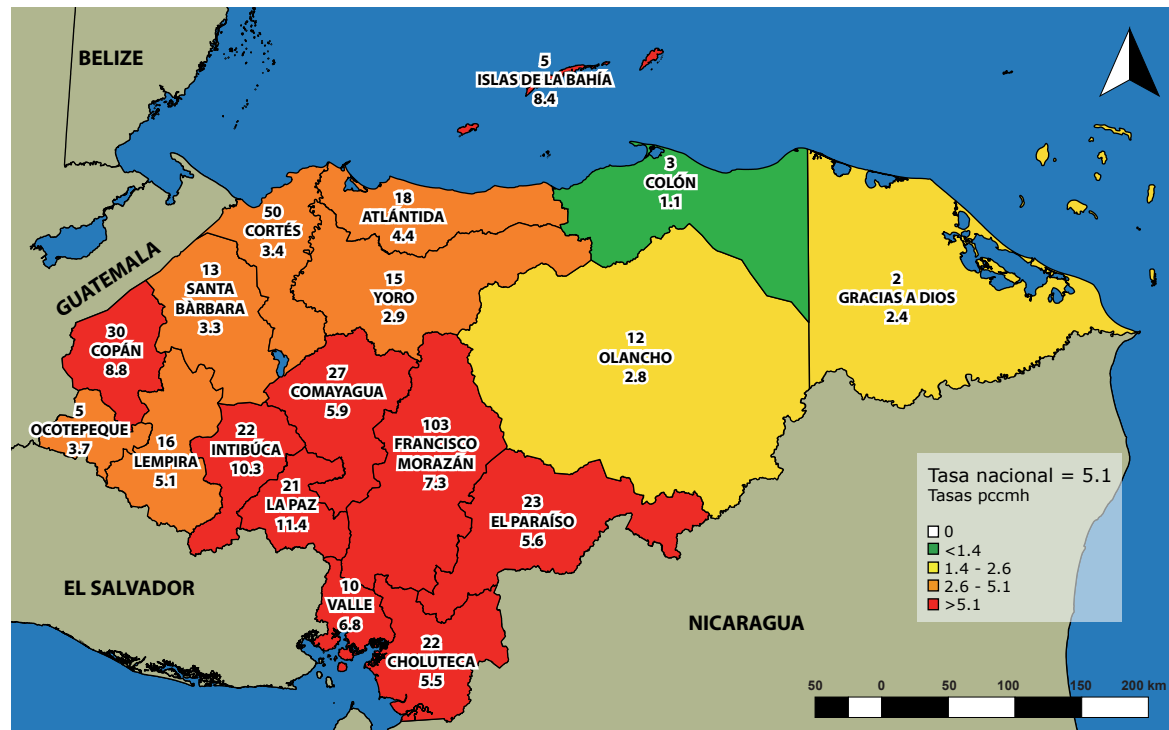 BELIZE
5
ISLAS DE LA BAHÍA
8.4
3
COLÓN
1.1
18
ATLÁNTIDA
4.4
50
CORTÉS
3.4
GUATEMALA
13
SANTA
BÀRBARA
3.3
15
YORO
2.9
2
GRACIAS A DIOS
2.4
30
COPÁN
8.8
12
OLANCHO
2.8
27
COMAYAGUA
5.9
5
OCOTEPEQUE
3.7
16
LEMPIRA
5.1
22
INTIBÚCA
10.3
103
FRANCISCO
MORAZÁN
7.3
21
LA PAZ
11.4
23
EL PARAÍSO
5.6
EL SALVADOR
10
VALLE
6.8
22
CHOLUTECA
5.5
NICARAGUA
Tasa nacional = 5.1
Tasas pccmh
0
<1.4
1.4 - 2.6
2.6 - 5.1
>5.1
50 0 50 100 150 200 km